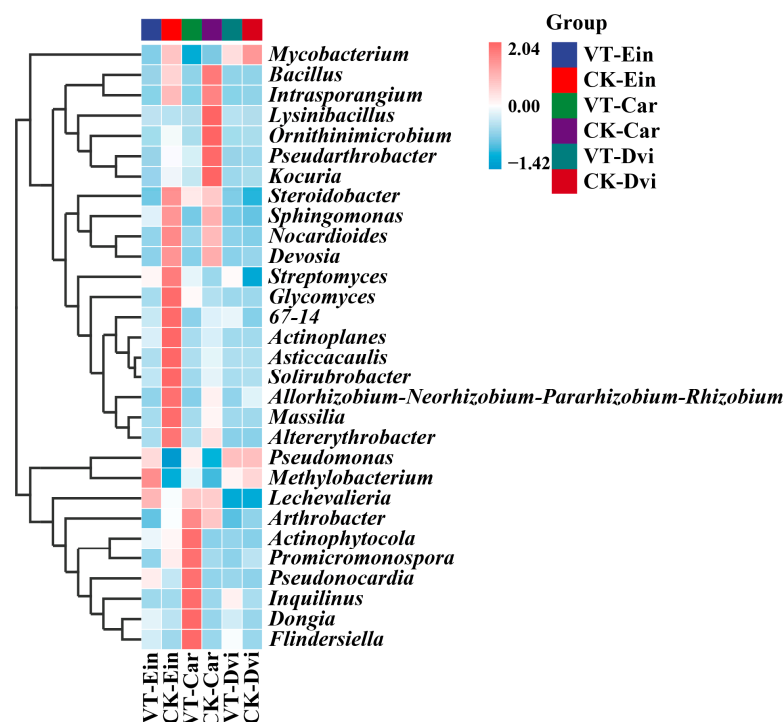 Group
2.04
0.00
−1.42
VT-Ein
CK-Ein
VT-Car
CK-Car
VT-Dvi
CK-Dvi
Mycobacterium
Bacillus
Intrasporangium
Lysinibacillus
Ornithinimicrobium
Pseudarthrobacter
Kocuria
Steroidobacter
Sphingomonas
Nocardioides
Devosia
Streptomyces
Glycomyces
67-14
Actinoplanes
Asticcacaulis
Solirubrobacter
Allorhizobium-Neorhizobium-Pararhizobium-Rhizobium
Massilia
Altererythrobacter
Pseudomonas
Methylobacterium
Lechevalieria
Arthrobacter
Actinophytocola
Promicromonospora
Pseudonocardia
Inquilinus
Dongia
Flindersiella
VT-Ein
CK-Ein
VT-Car
CK-Car
VT-Dvi
CK-Dvi